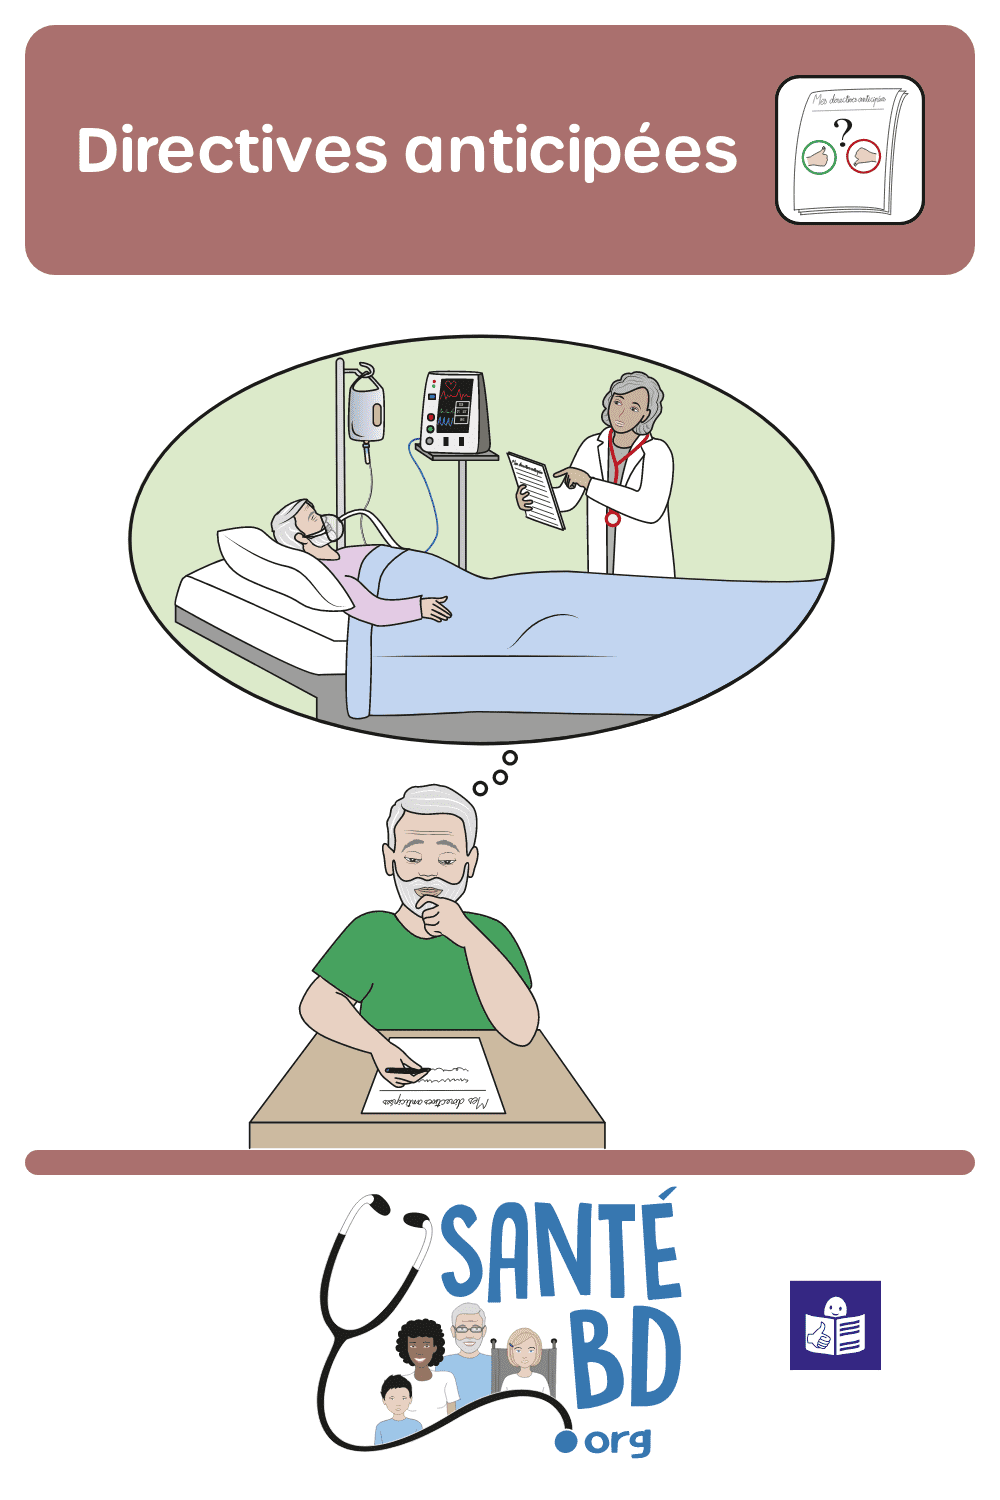 Directives anticipées
Mes directives anticipées
?
Mes directives anticipées
SANTÉ
BD
.org